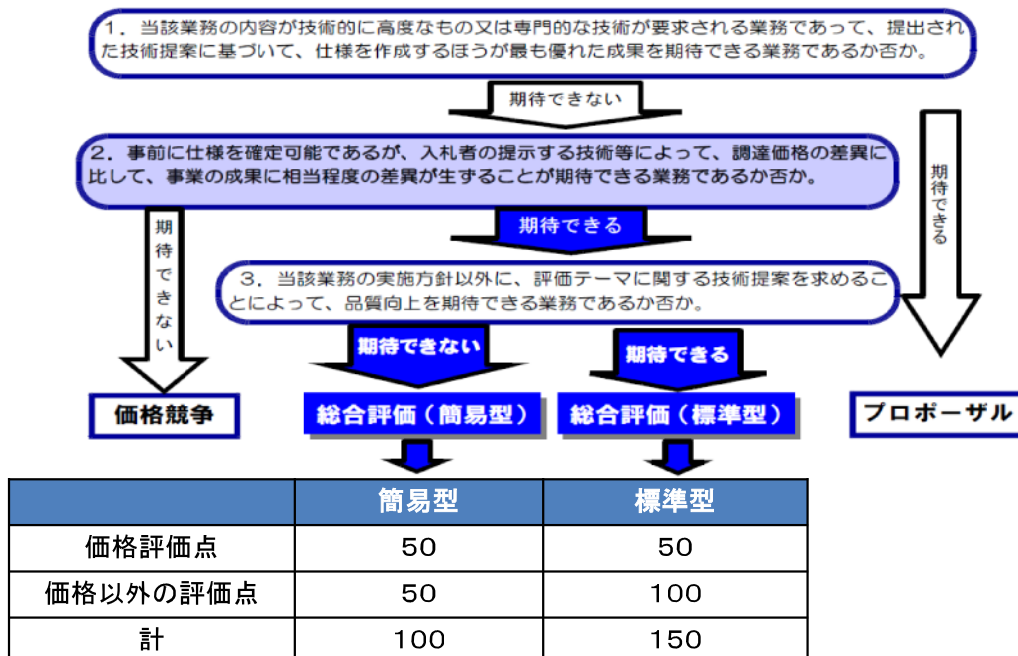 1．当該業務の内容が技術的に高度なもの又は専門的な技術が要求される業務であって、提出され
た技術提案に基づいて、仕様を作成するほうが最も優れた成果を期待できる業務であるか否か。
期待できない
2．事前に仕様を確定可能であるが、入札者の提示する技術等によって、調達価格の差異に
比して、事業の成果に相当程度の差異が生ずることが期待できる業務であるか否か。
期待できる
期待できない
期待できる
3．当該業務の実施方針以外に、評価テーマに関する技術提案を求めるこ
とによって、品質向上を期待できる業務であるか否か。
期待できない
期待できる
価格競争
総合評価（簡易型）
総合評価（標準型）
プロポーザル
簡易型 標準型
価格評価点 50 50
価格以外の評価点 50 100
計 100 150